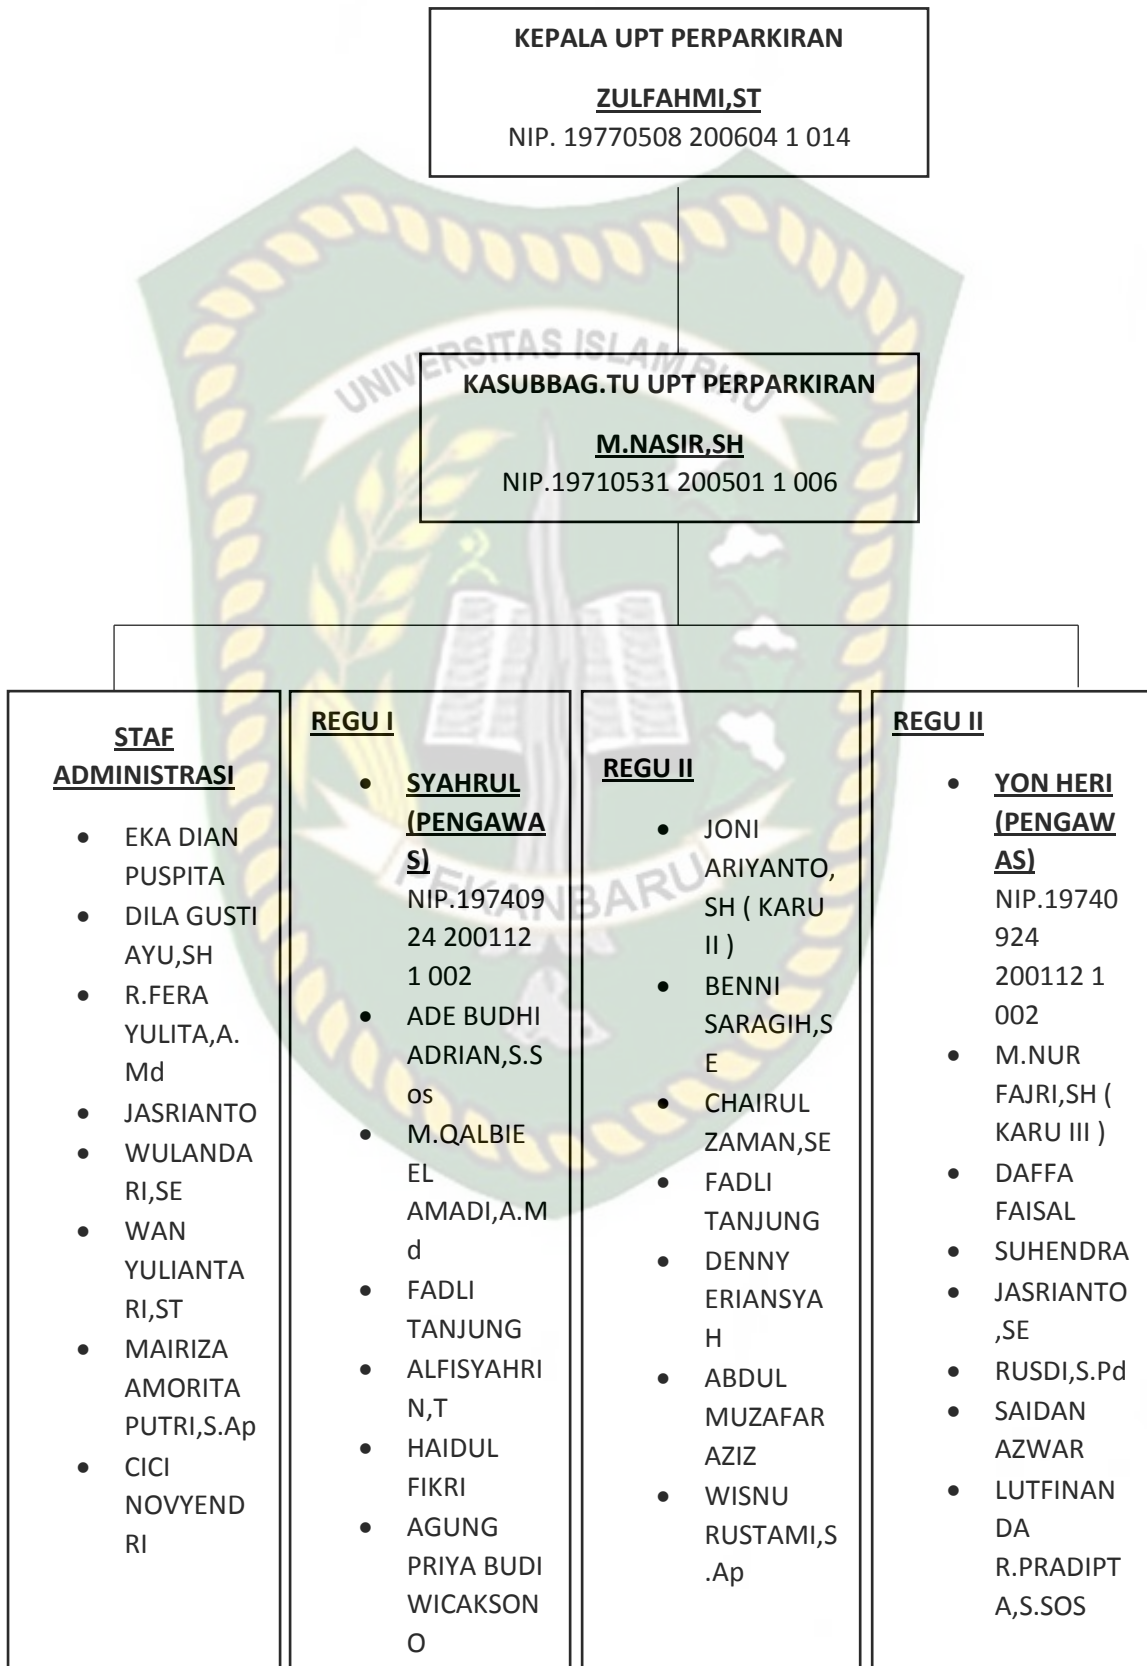 KEPALA UPT PERPARKIRAN
ZULFAHMI,ST
NIP. 19770508 200604 1 014
UNIVERSITAS ISLAM RIAU
KASUBBAG.TU UPT PERPARKIRAN
M.NASIR,SH
NIP.19710531 200501 1 006
PEKANBARU
STAF
ADMINISTRASI
• EKA DIAN
PUSPITA
• DILA GUSTI
AYU,SH
• R.FERA
YULITA,A.
Md
• JASRIANTO
• WULANDA
RI,SE
• WAN
YULIANTA
RI,ST
• MAIRIZA
AMORITA
PUTRI,S.Ap
• CICI
NOVYEND
RI
REGU I
• SYAHRUL
(PENGAWA
S)
NIP.197409
24 200112
1 002
• ADE BUDHI
ADRIAN,S.S
os
• M.QALBIE
EL
AMADI,A.M
d
• FADLI
TANJUNG
• ALFISYAHRI
N,T
• HAIDUL
FIKRI
• AGUNG
PRIYA BUDI
WICAKSON
O
REGU II
• JONI
ARIYANTO,
SH ( KARU
II )
• BENNI
SARAGIH,S
E
• CHAIRUL
ZAMAN,SE
• FADLI
TANJUNG
• DENNY
ERIANSYA
H
• ABDUL
MUZAFAR
AZIZ
• WISNU
RUSTAMI,S
.Ap
REGU II
• YON HERI
(PENGAW
AS)
NIP.19740
924
200112 1
002
• M.NUR
FAJRI,SH (
KARU III )
• DAFFA
FAISAL
• SUHENDRA
• JASRIANTO
,SE
• RUSDI,S.Pd
• SAIDAN
AZWAR
• LUTFINAN
DA
R.PRADIPT
A,S.SOS